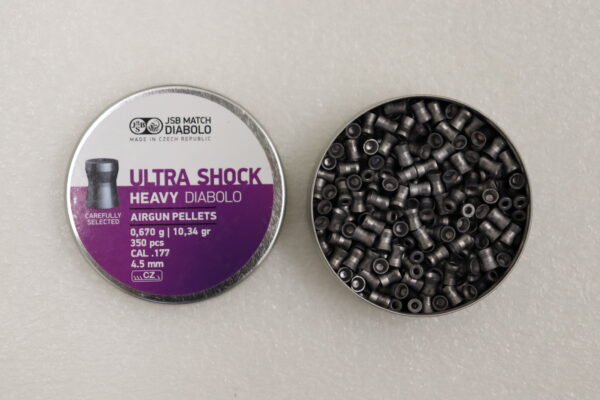 JSB MATCH
DIABOLO
MADE IN CZECH REPUBLIC
ULTRA SHOCK
HEAVY DIABOLO
CAREFULLY
SELECTED
AIRGUN PELLETS
0,670 g | 10,34 gr
350 pcs
CAL .177
4.5 mm
CZ